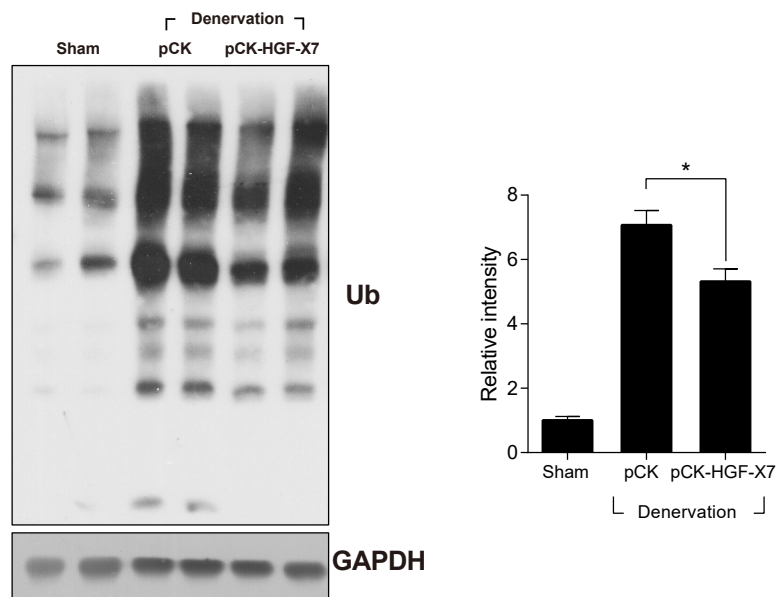 Denervation
Sham pCK pCK-HGF-X7
Ub
GAPDH
8
6
4
2
0
Relative intensity
*
Sham pCK pCK-HGF-X7
Denervation